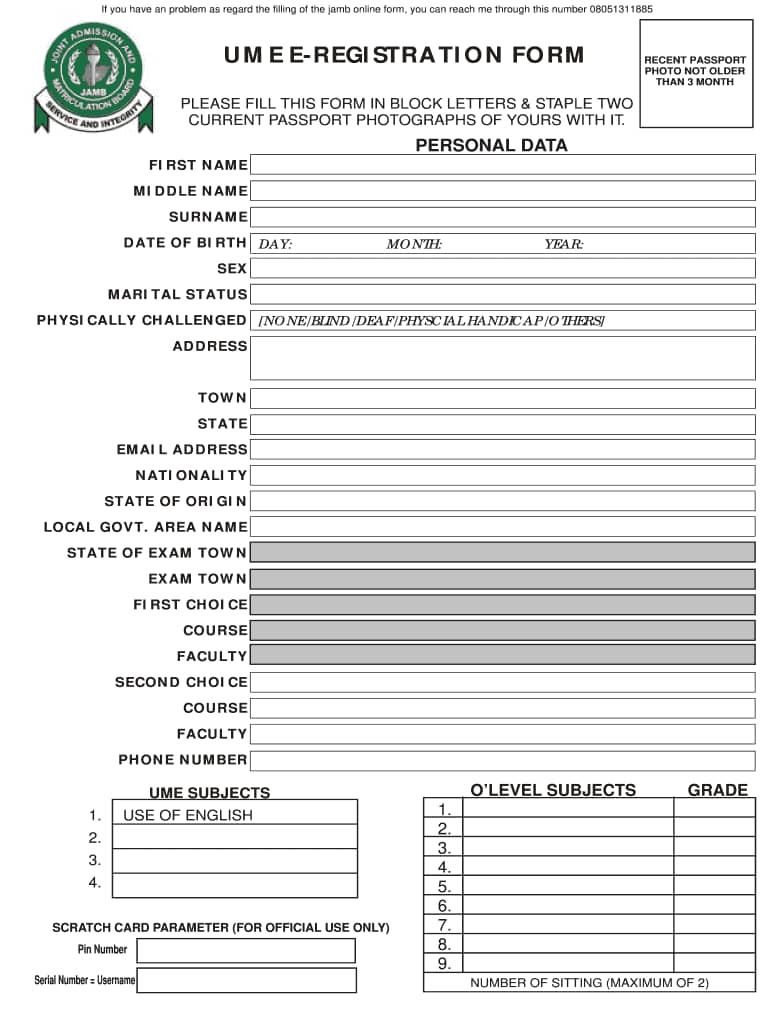 If you have an problem as regard the filling of the jamb online form, you can reach me through this number 08051311885
JOINT ADMISSION AND
MATRICULATION BOARD
JAMB
SERVICE AND INTEGRITY
UME E-REGISTRATION FORM
RECENT PASSPORT
PHOTO NOT OLDER
THAN 3 MONTH
PLEASE FILL THIS FORM IN BLOCK LETTERS & STAPLE TWO
CURRENT PASSPORT PHOTOGRAPHS OF YOURS WITH IT.
PERSONAL DATA
FIRST NAME
MIDDLE NAME
SURNAME
DATE OF BIRTH DAY: MONTH: YEAR:
SEX
MARITAL STATUS
PHYSICALLY CHALLENGED [NONE/BLIND/DEAF/PHYSCIAL HANDICAP/OTHERS]
ADDRESS
TOWN
STATE
EMAIL ADDRESS
NATIONALITY
STATE OF ORIGIN
LOCAL GOVT. AREA NAME
STATE OF EXAM TOWN
EXAM TOWN
FIRST CHOICE
COURSE
FACULTY
SECOND CHOICE
COURSE
FACULTY
PHONE NUMBER
UME SUBJECTS
1. USE OF ENGLISH
2.
3.
4.
SCRATCH CARD PARAMETER (FOR OFFICIAL USE ONLY)
Pin Number
Serial Number = Username
O'LEVEL SUBJECTS GRADE
1.
2.
3.
4.
5.
6.
7.
8.
9.
NUMBER OF SITTING (MAXIMUM OF 2)